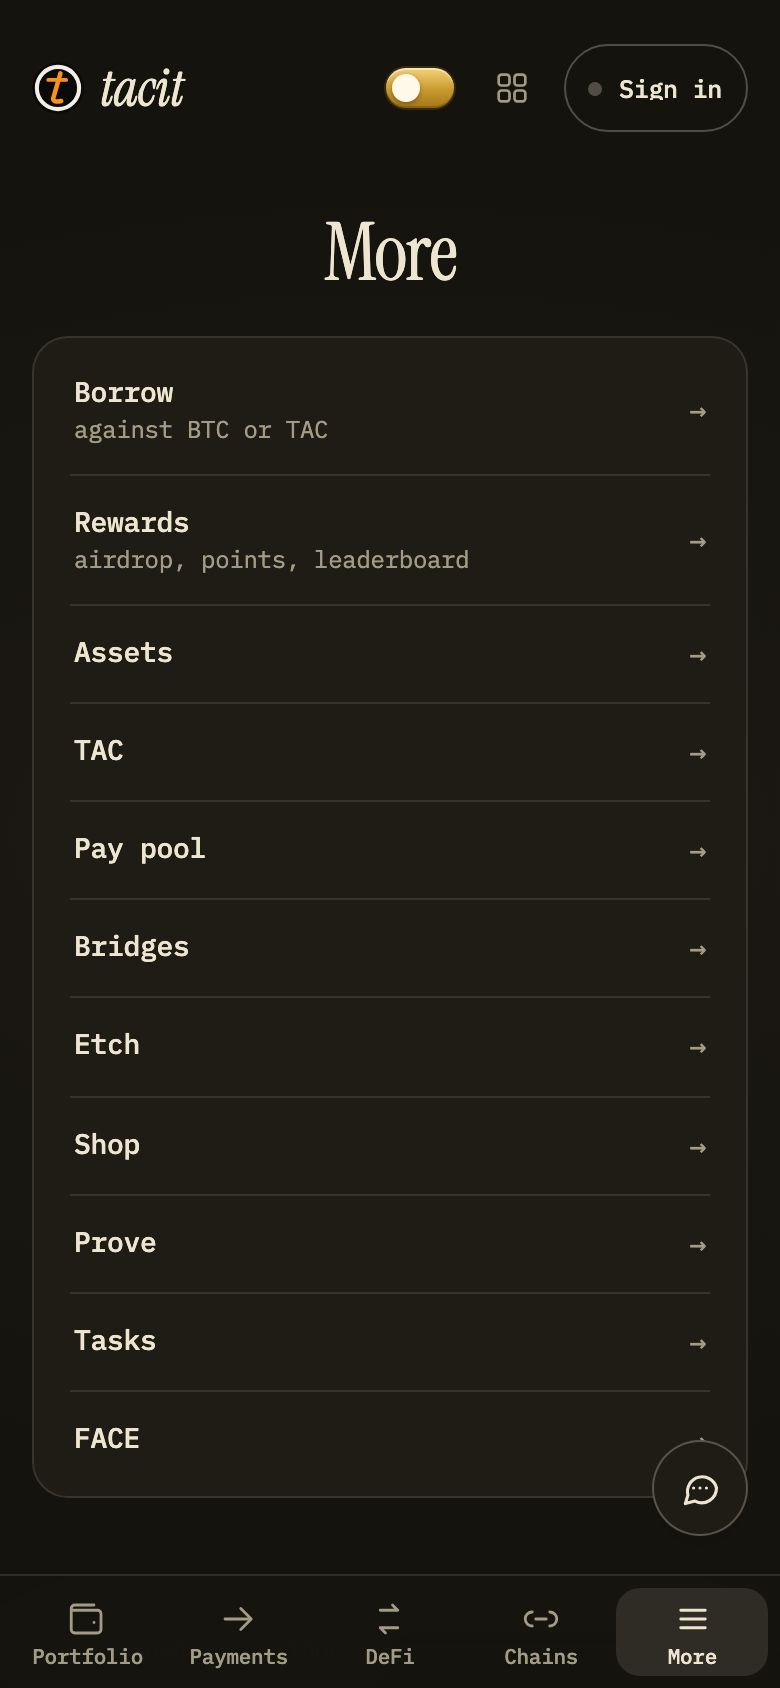 tacit
Sign in
More
Borrow
against BTC or TAC
Rewards
airdrop, points, leaderboard
Assets
TAC
Pay pool
Bridges
Etch
Shop
Prove
Tasks
FACE
Portfolio
Payments
DeFi
Chains
More